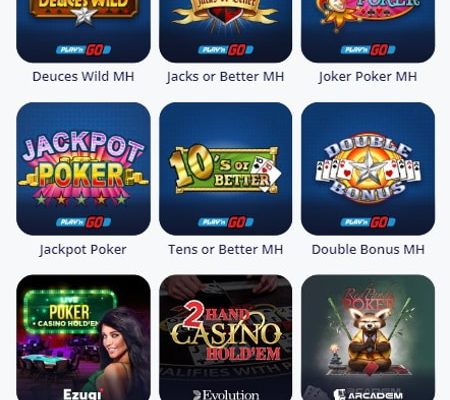 DEUCES WILD
PLAY'n GO
PLAY'n GO
POKER
PLAY'n GO
Deuces Wild MH
Jacks or Better MH
Joker Poker MH
JACKPOT
POKER
PLAY'n GO
10's or
BETTER
PLAY'n GO
DOUBLE
BONUS
PLAY'n GO
Jackpot Poker
Tens or Better MH
Double Bonus MH
LIVE
POKER
CASINO HOLD'EM
Ezugi
2 HAND
CASINO
HOLD'EM
Evolution
POKER
ARCADEM